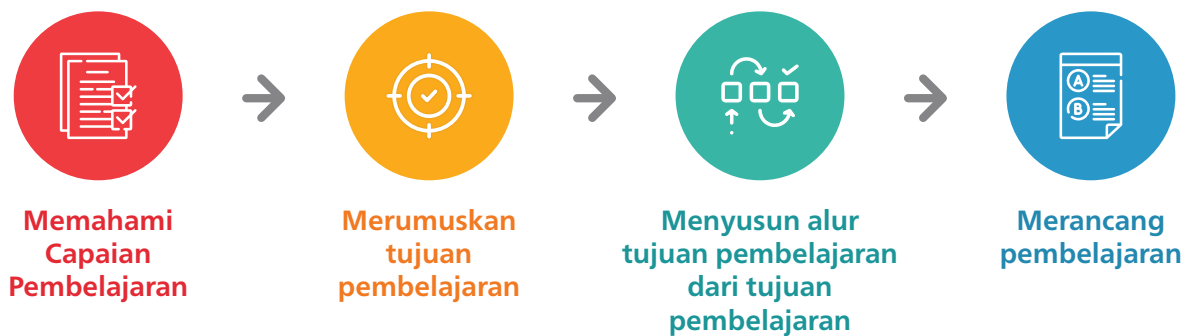 Memahami
Capaian
Pembelajaran
Merumuskan
tujuan
pembelajaran
Menyusun alur
tujuan pembelajaran
dari tujuan
pembelajaran
Merancang
pembelajaran
A
B